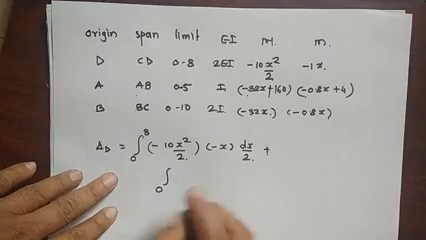 origin span limit EI M. m.
D CD 0-8 2EI -10x²/2 -1x.
A AB 0-5 I (-32x+160) (-0.8x+4)
B BC 0-10 2I (-32x) (-0.8x)
Δ_D = ∫₀⁸ (-10x²/2.) (-x) dx/2. +
∫₀